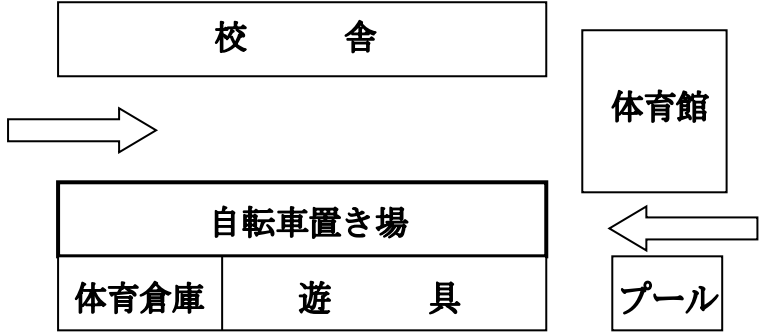 校　　　舎
体育館
自転車置き場
体育倉庫
遊　　　具
プール